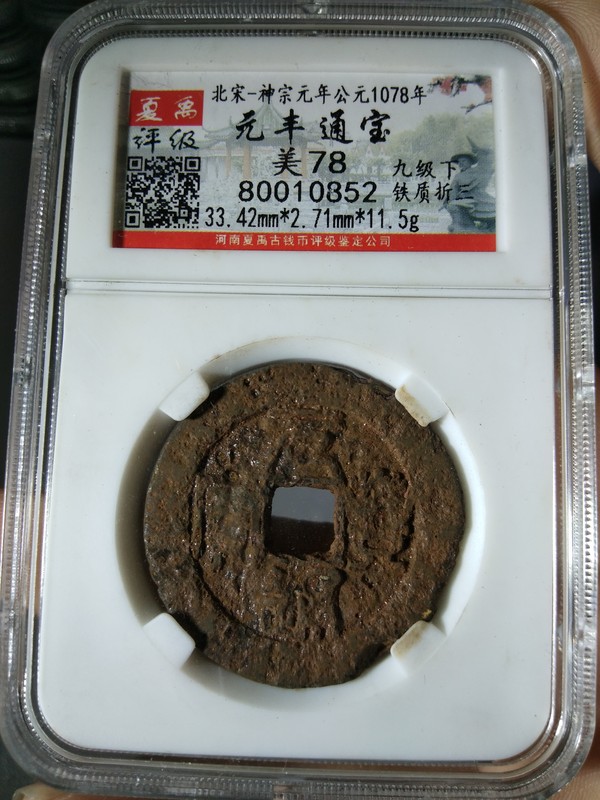 北宋-神宗元年公元1078年
夏禹
评级
元丰通宝
美78
九级下
80010852
铁质折三
33.42mm*2.71mm*11.5g
河南夏禹古钱币评级鉴定公司